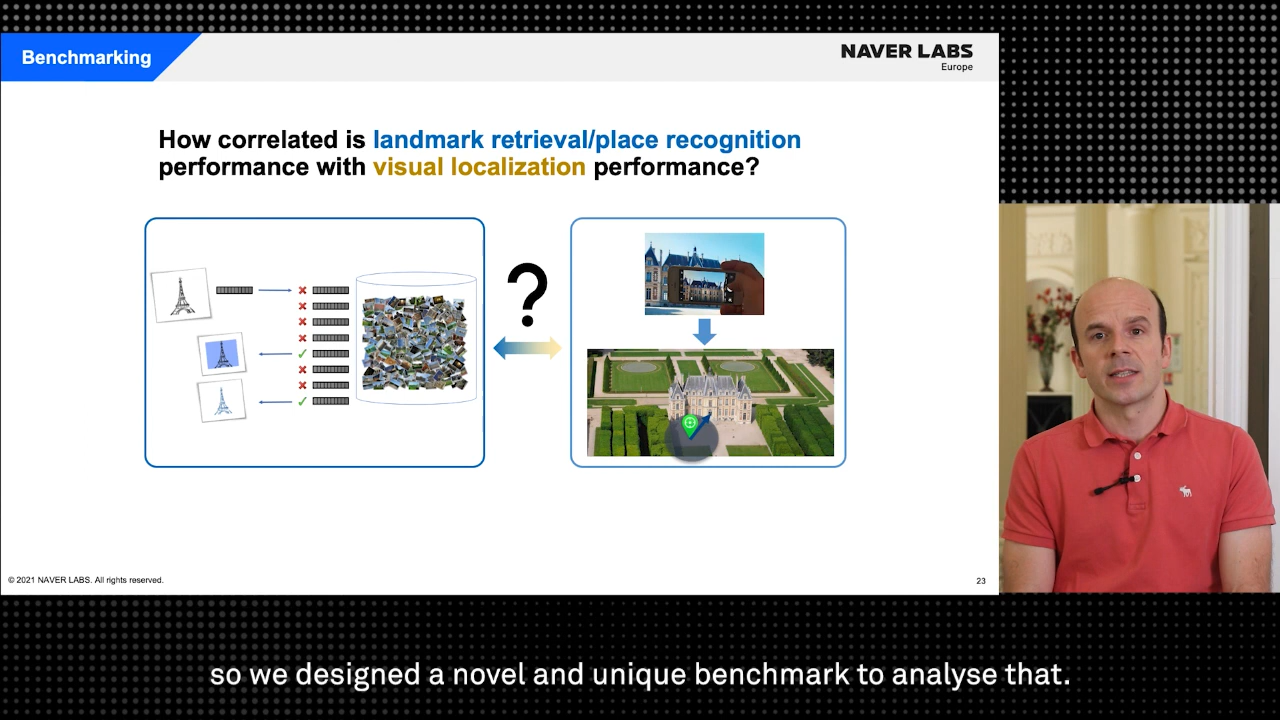 Benchmarking
NAVER LABS
Europe
How correlated is landmark retrieval/place recognition
performance with visual localization performance?
?
© 2021 NAVER LABS. All rights reserved.
23
so we designed a novel and unique benchmark to analyse that.